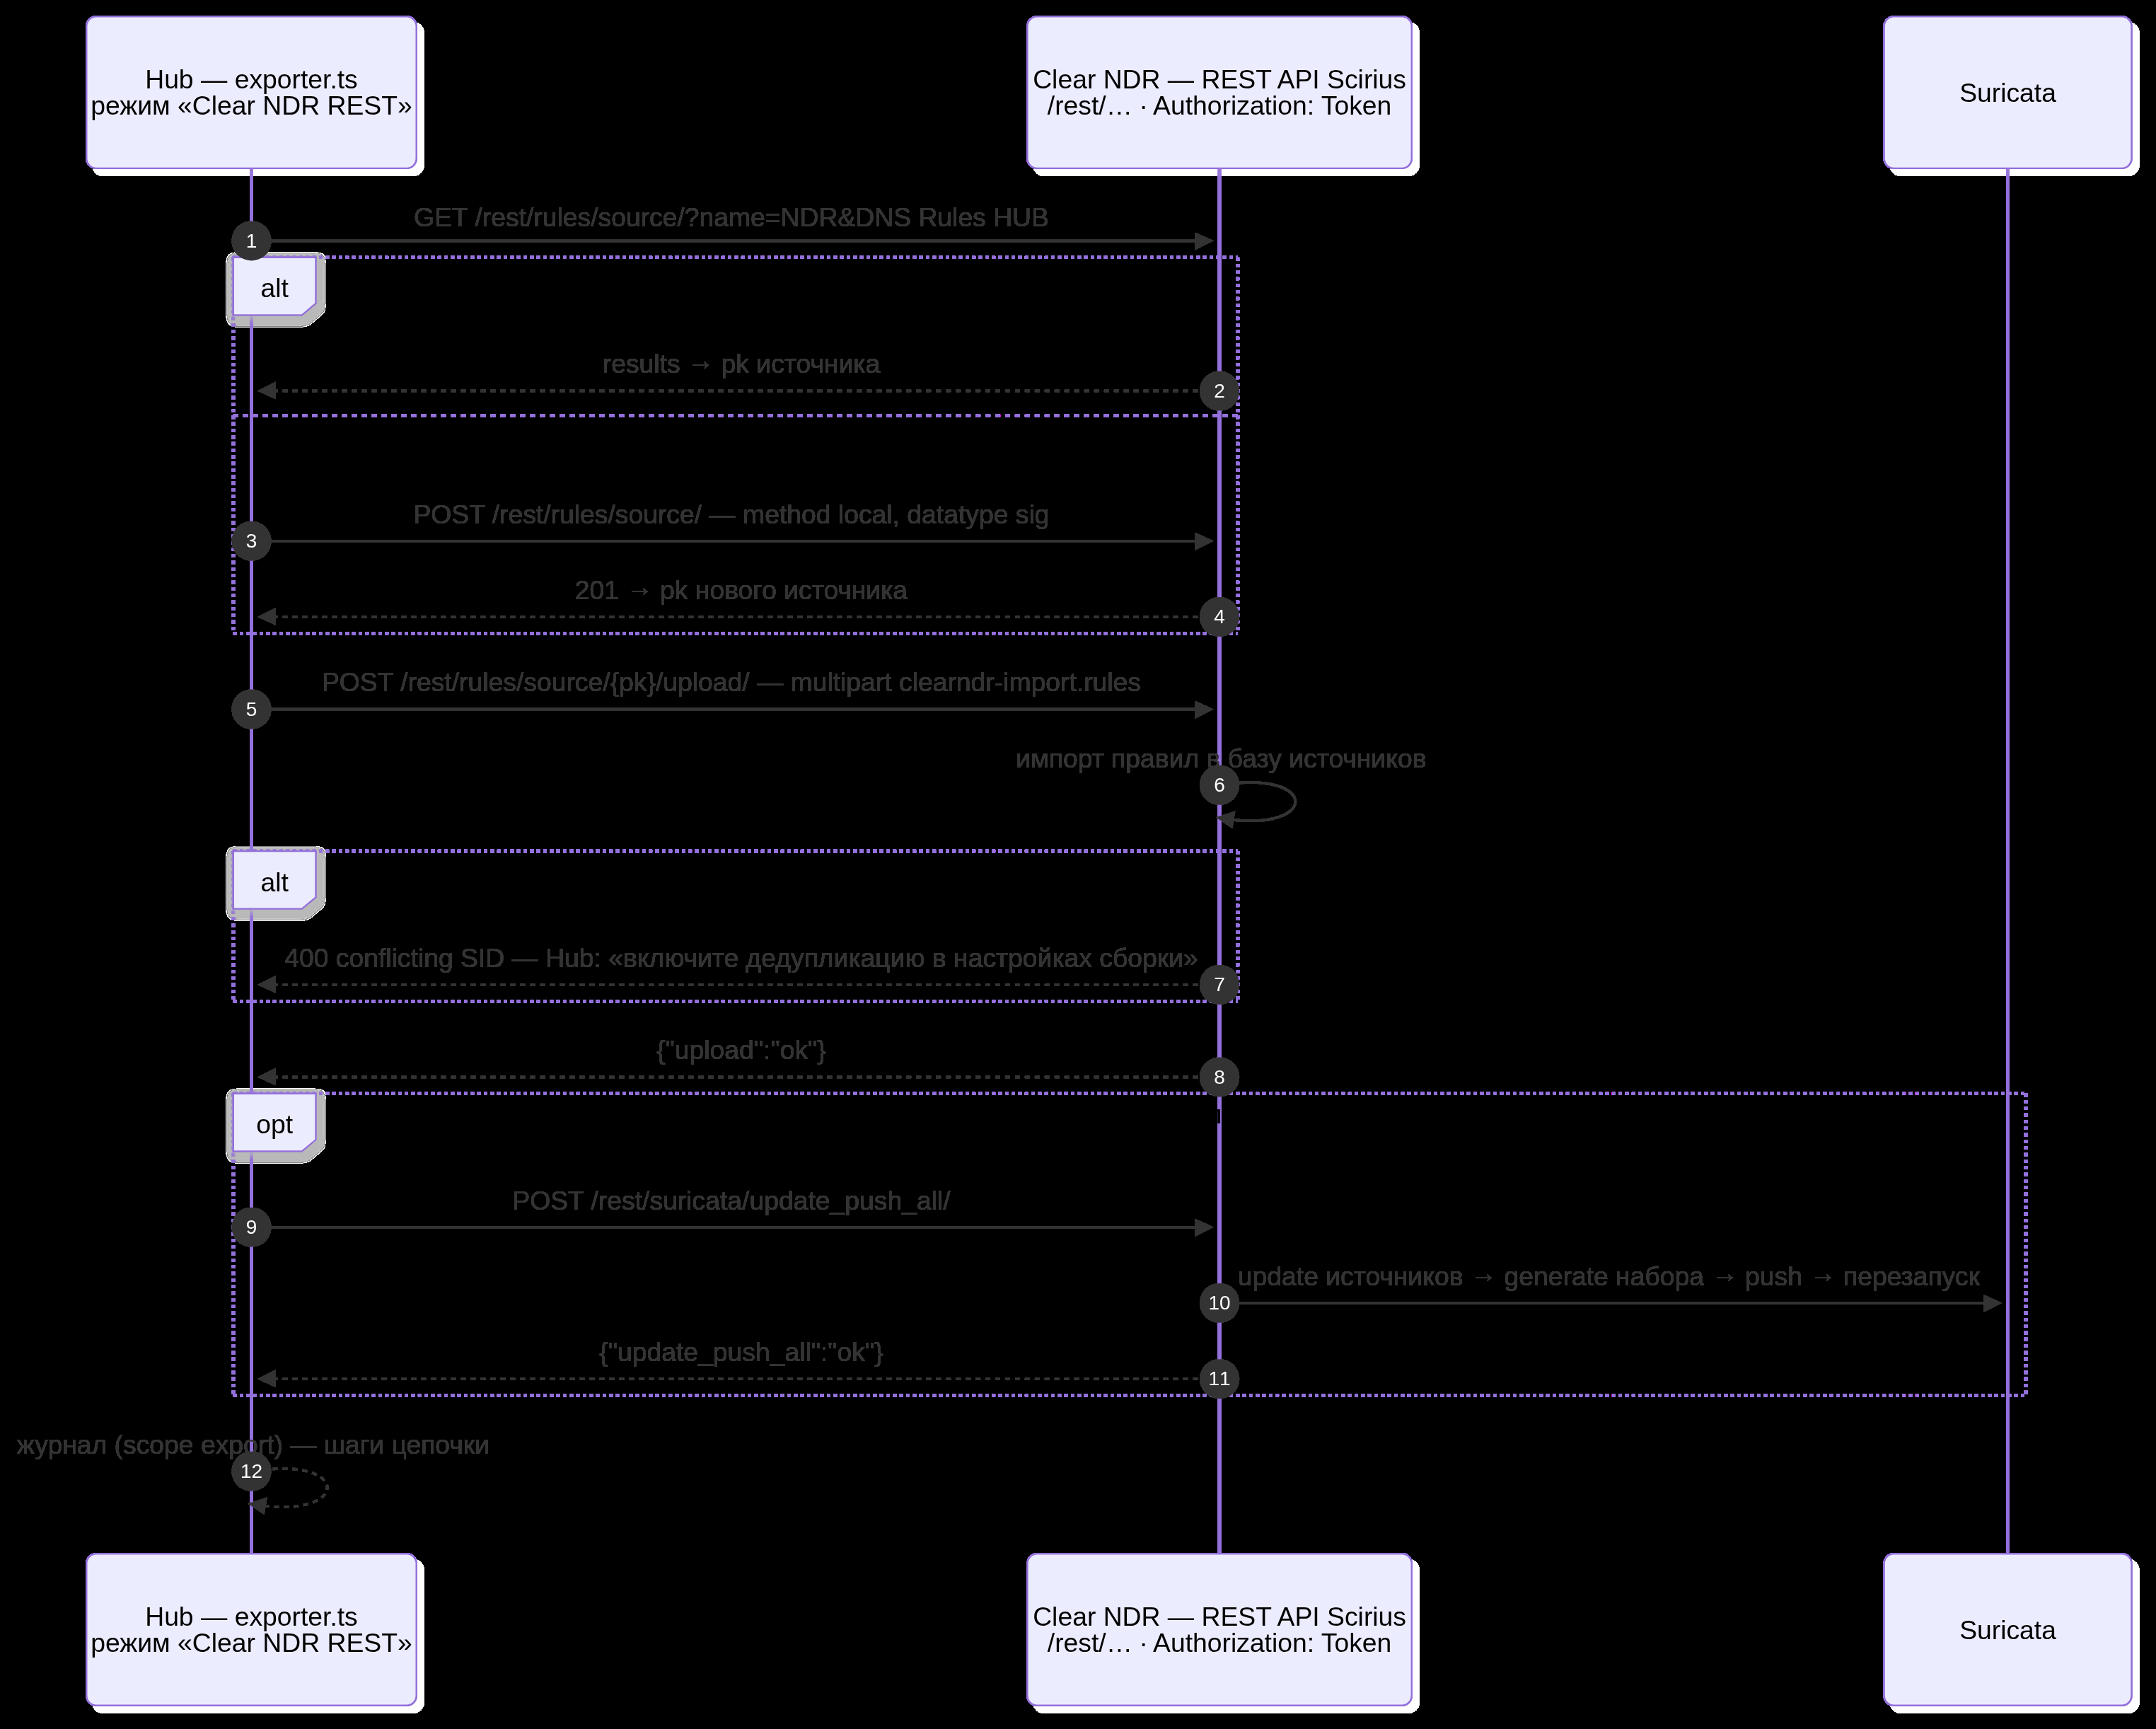 Hub — exporter.ts
режим «Clear NDR REST»
Clear NDR — REST API Scirius
/rest/… · Authorization: Token
Suricata
GET /rest/rules/source/?name=NDR&DNS Rules HUB
1
alt
results → pk источника
2
POST /rest/rules/source/ — method local, datatype sig
3
201 → pk нового источника
4
POST /rest/rules/source/{pk}/upload/ — multipart clearndr-import.rules
5
импорт правил в базу источников
6
alt
400 conflicting SID — Hub: «включите дедупликацию в настройках сборки»
7
{"upload":"ok"}
8
opt
POST /rest/suricata/update_push_all/
9
update источников → generate набора → push → перезапуск
10
{"update_push_all":"ok"}
11
журнал (scope export) — шаги цепочки
12
Hub — exporter.ts
режим «Clear NDR REST»
Clear NDR — REST API Scirius
/rest/… · Authorization: Token
Suricata